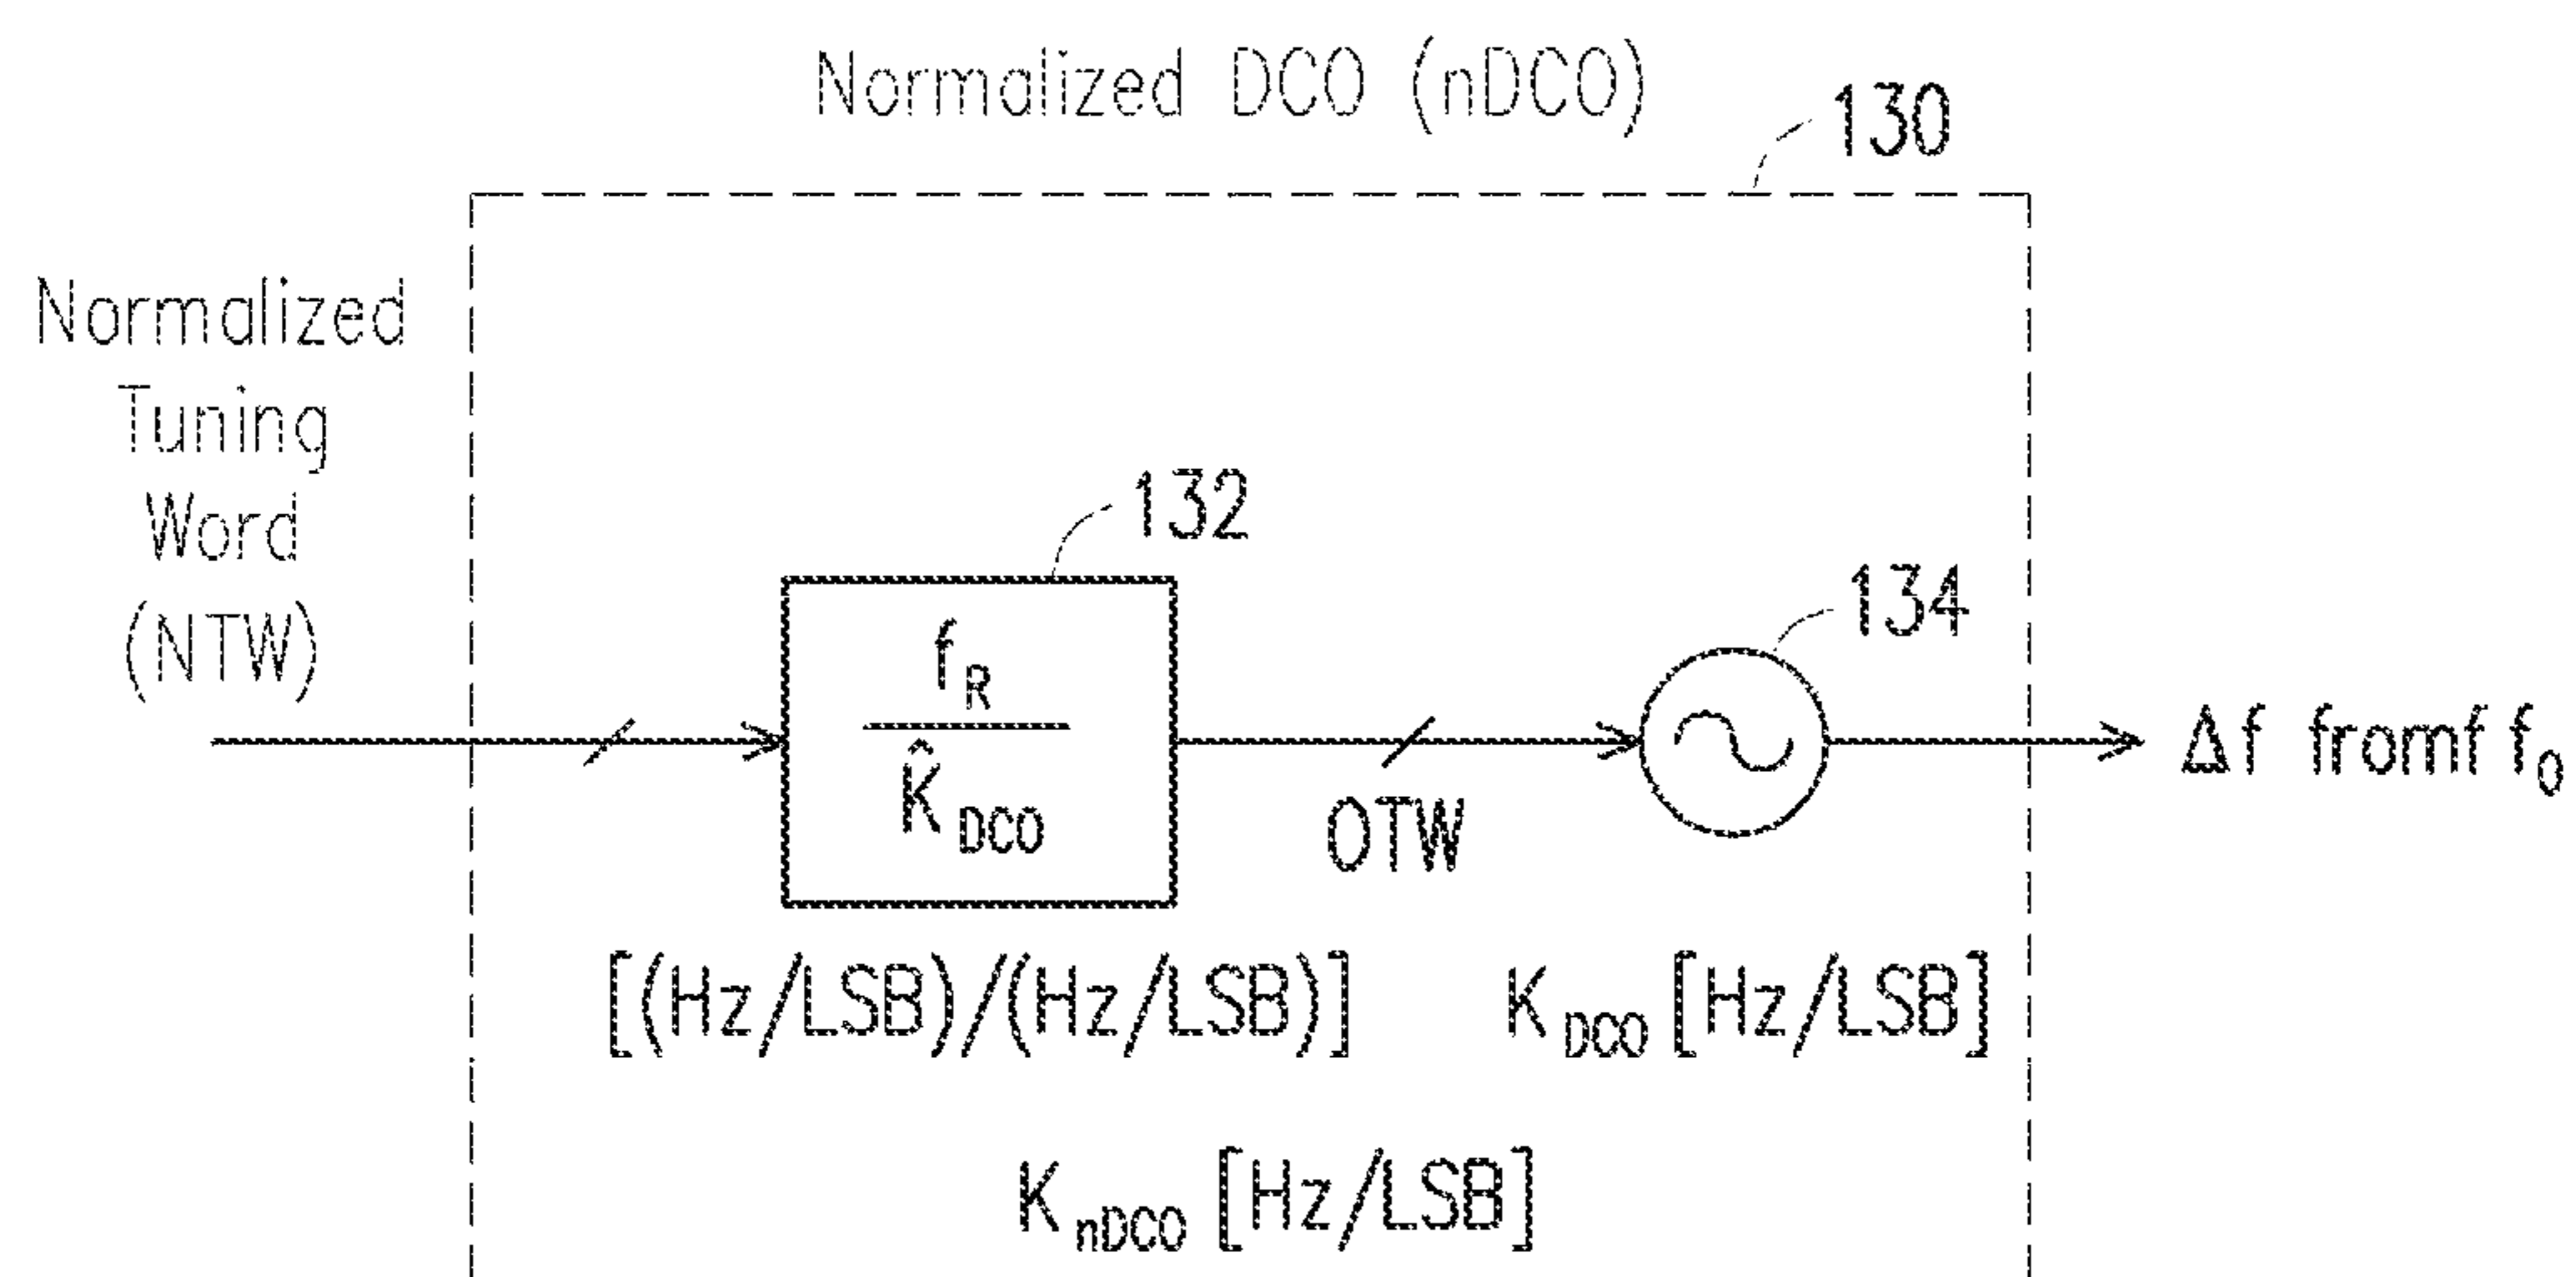 Normalized DCO (nDCO)
130
Normalized
Tuning
Word
(NTW)
132
f_R
K̂_DCO
134
OTW
Δf fromf f_0
[(Hz/LSB)/(Hz/LSB)]
K_DCO [Hz/LSB]
K_nDCO [Hz/LSB]